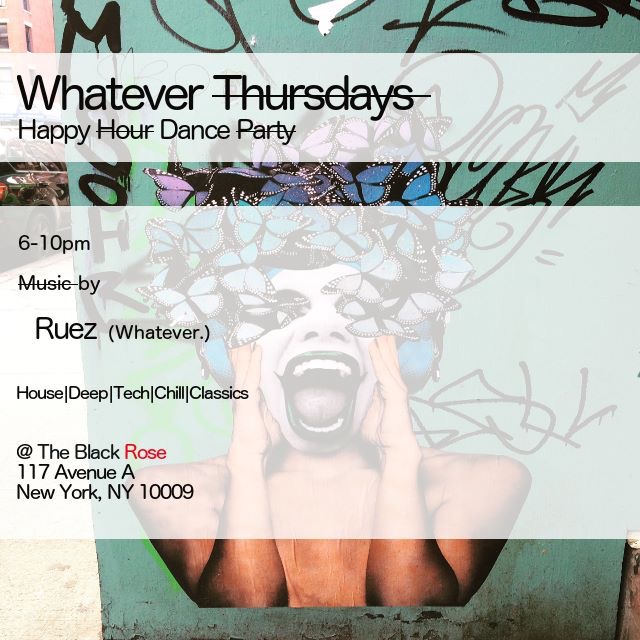 Whatever Thursdays
Happy Hour Dance Party
6-10pm
Music by
Ruez (Whatever.)
House|Deep|Tech|Chill|Classics
@ The Black Rose
117 Avenue A
New York, NY 10009